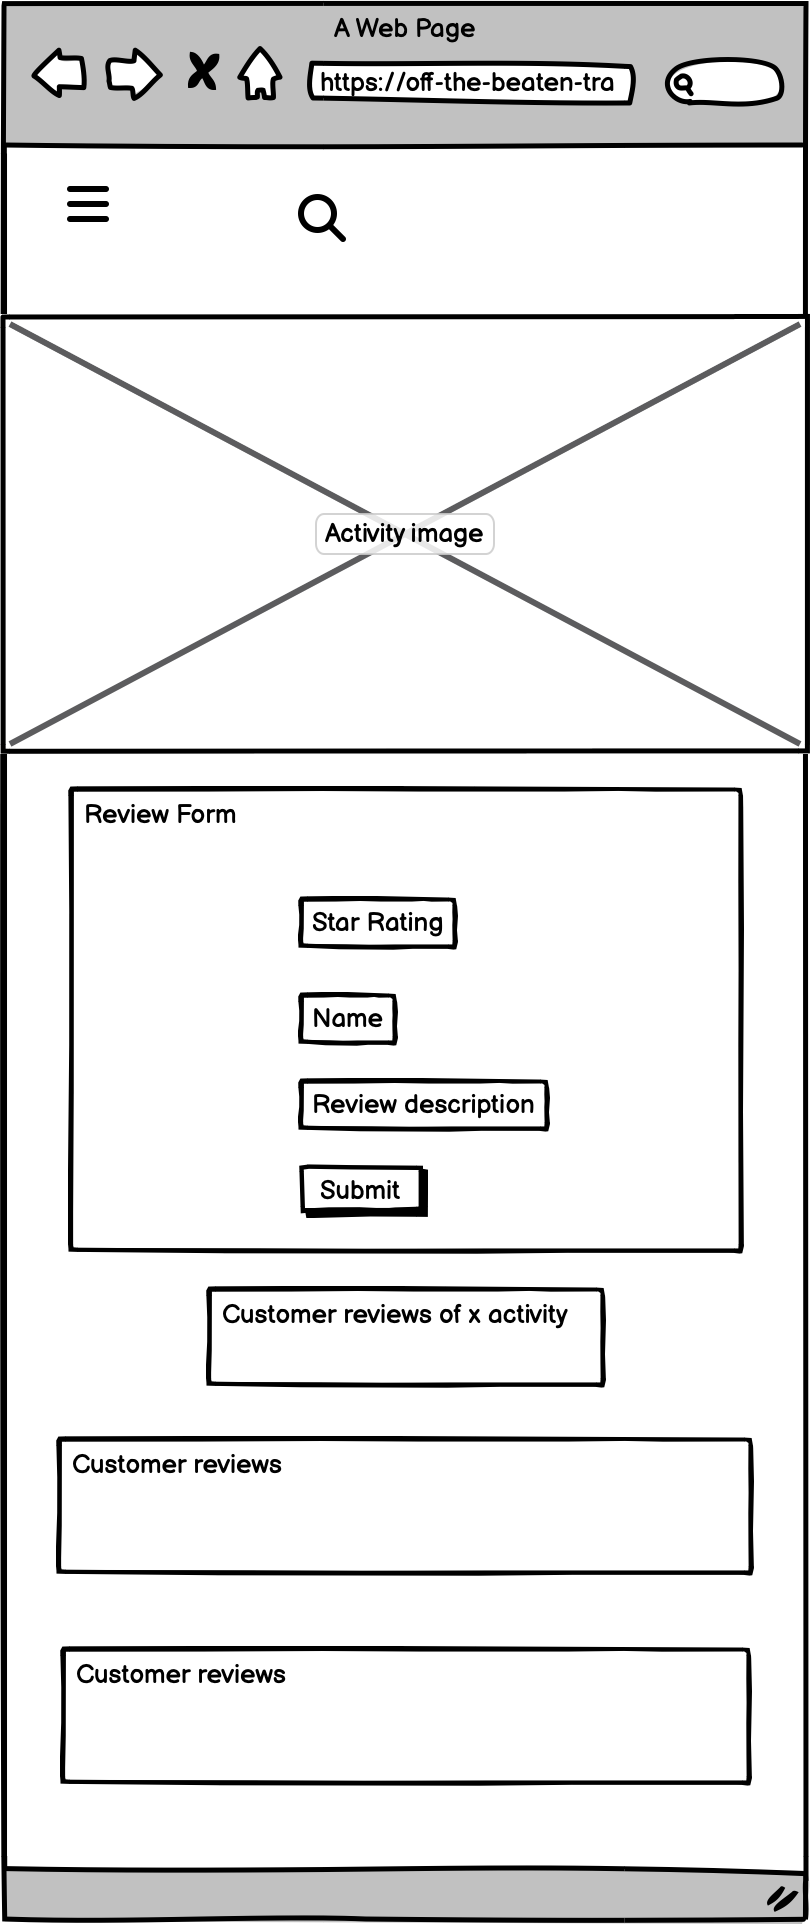 A Web Page
https://off-the-beaten-tra
Activity image
Review Form
Star Rating
Name
Review description
Submit
Customer reviews of x activity
Customer reviews
Customer reviews